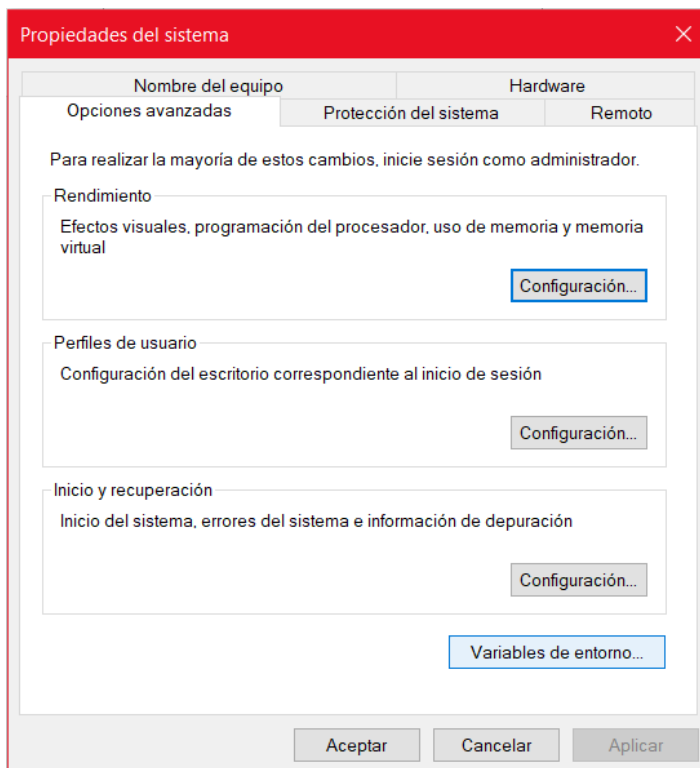 Propiedades del sistema
Nombre del equipo
Hardware
Opciones avanzadas
Protección del sistema
Remoto
Para realizar la mayoría de estos cambios, inicie sesión como administrador.
Rendimiento
Efectos visuales, programación del procesador, uso de memoria y memoria
virtual
Configuración...
Perfiles de usuario
Configuración del escritorio correspondiente al inicio de sesión
Configuración...
Inicio y recuperación
Inicio del sistema, errores del sistema e información de depuración
Configuración...
Variables de entorno...
Aceptar
Cancelar
Aplicar